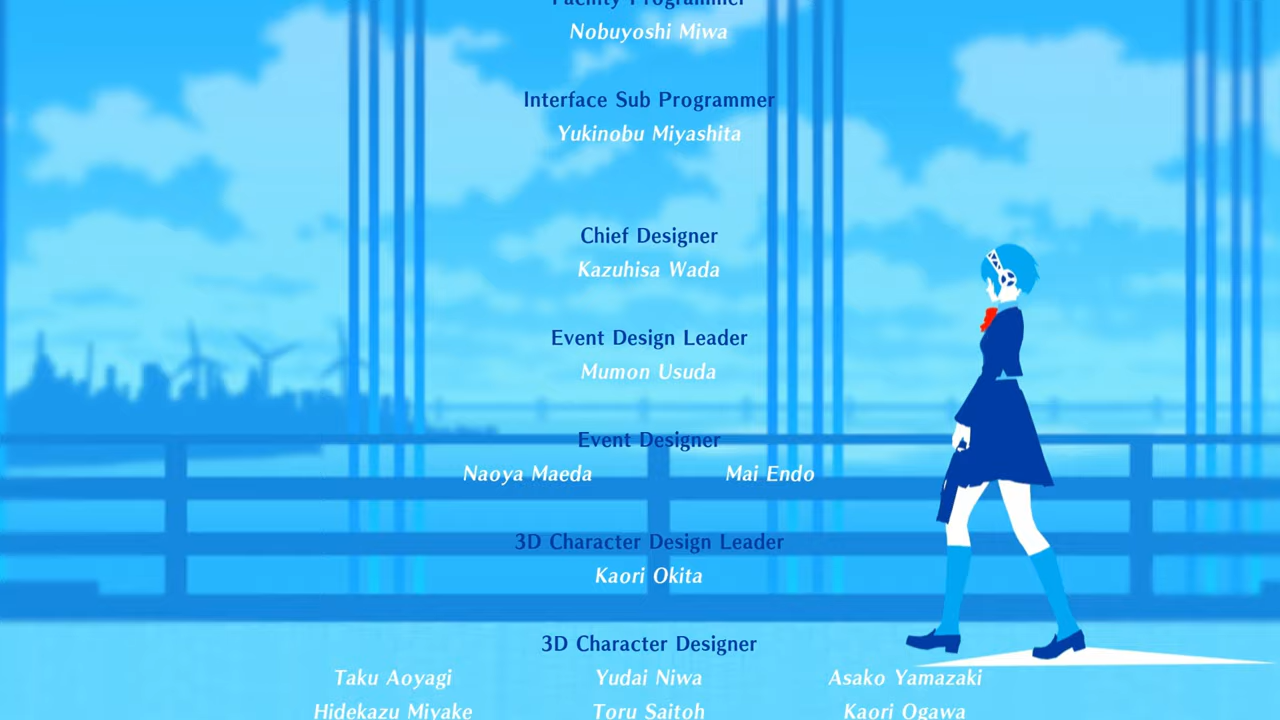 Facility Programmer
Nobuyoshi Miwa
Interface Sub Programmer
Yukinobu Miyashita
Chief Designer
Kazuhisa Wada
Event Design Leader
Mumon Usuda
Event Designer
Naoya Maeda Mai Endo
3D Character Design Leader
Kaori Okita
3D Character Designer
Taku Aoyagi Yudai Niwa Asako Yamazaki
Hidekazu Miyake Toru Saitoh Kaori Ogawa